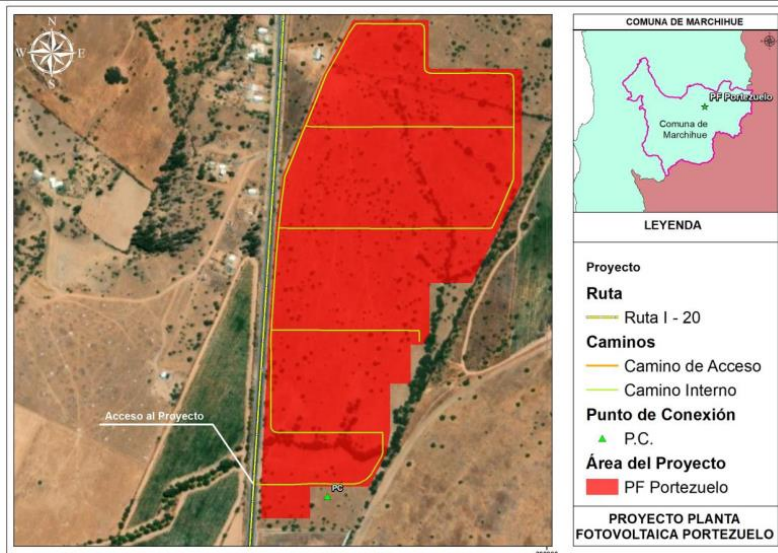 N
W
E
S
Acceso al Proyecto
PC
COMUNA DE MARCHIHUE
PF Portezuelo
Comuna de
Marchihue
LEYENDA
Proyecto
Ruta
Ruta I - 20
Caminos
Camino de Acceso
Camino Interno
Punto de Conexión
P.C.
Área del Proyecto
PF Portezuelo
PROYECTO PLANTA
FOTOVOLTAICA PORTEZUELO